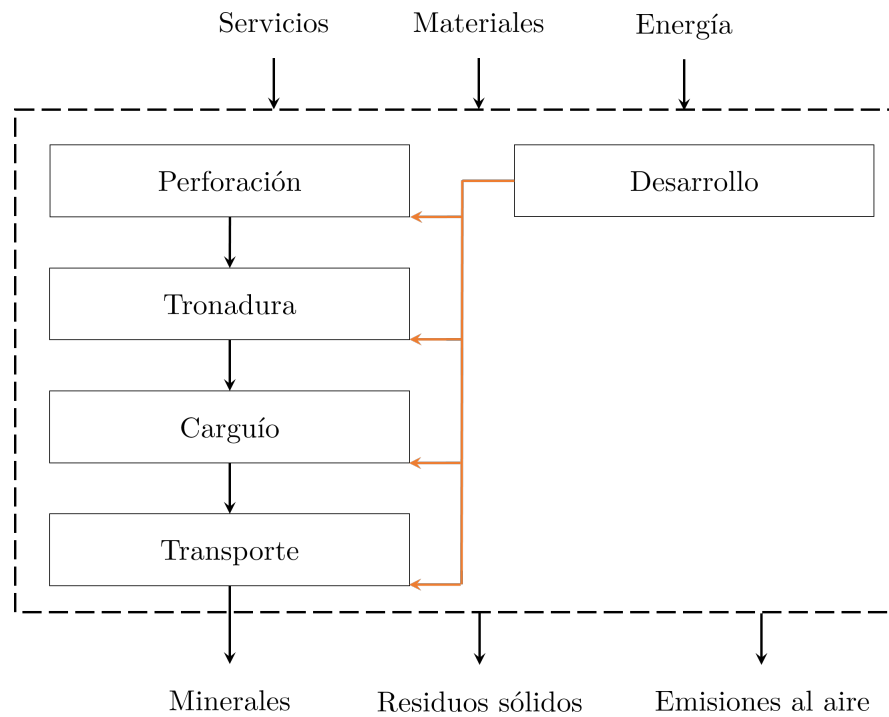 Servicios
Materiales
Energía
Perforación
Desarrollo
Tronadura
Carguío
Transporte
Minerales
Residuos sólidos
Emisiones al aire